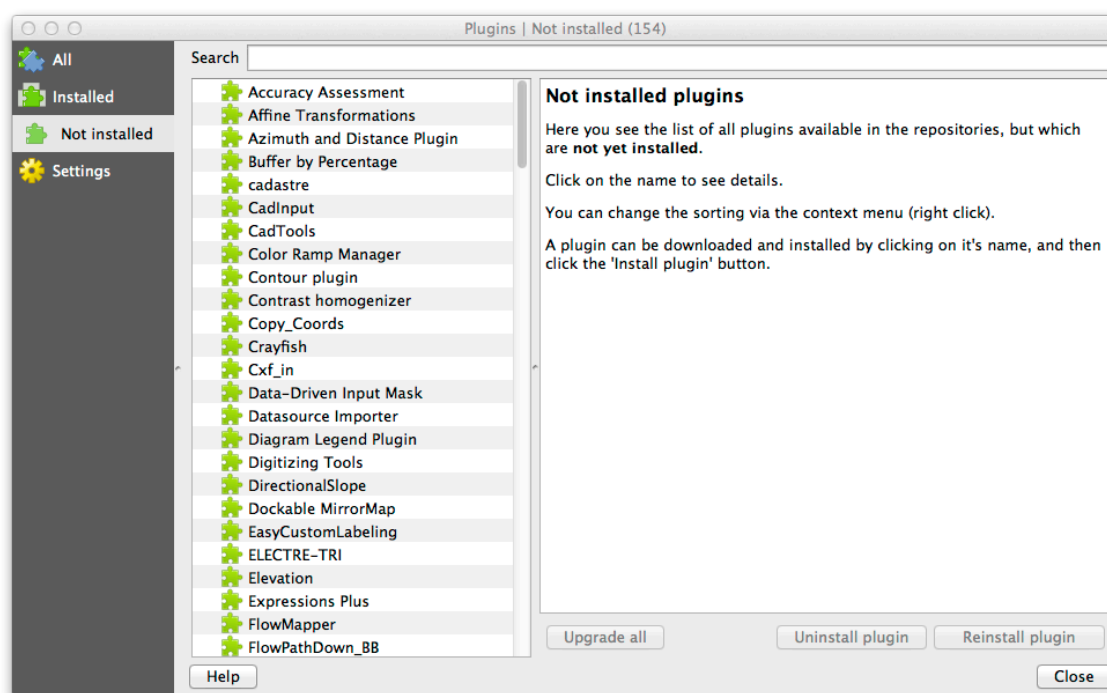 Plugins | Not installed (154)
All
Installed
Not installed
Settings
Search
Accuracy Assessment
Affine Transformations
Azimuth and Distance Plugin
Buffer by Percentage
cadastre
CadInput
CadTools
Color Ramp Manager
Contour plugin
Contrast homogenizer
Copy_Coords
Crayfish
Cxf_in
Data-Driven Input Mask
Datasource Importer
Diagram Legend Plugin
Digitizing Tools
DirectionalSlope
Dockable MirrorMap
EasyCustomLabeling
ELECTRE-TRI
Elevation
Expressions Plus
FlowMapper
FlowPathDown_BB
Not installed plugins
Here you see the list of all plugins available in the repositories, but which
are not yet installed.
Click on the name to see details.
You can change the sorting via the context menu (right click).
A plugin can be downloaded and installed by clicking on it's name, and then
click the 'Install plugin' button.
Upgrade all
Uninstall plugin
Reinstall plugin
Help
Close